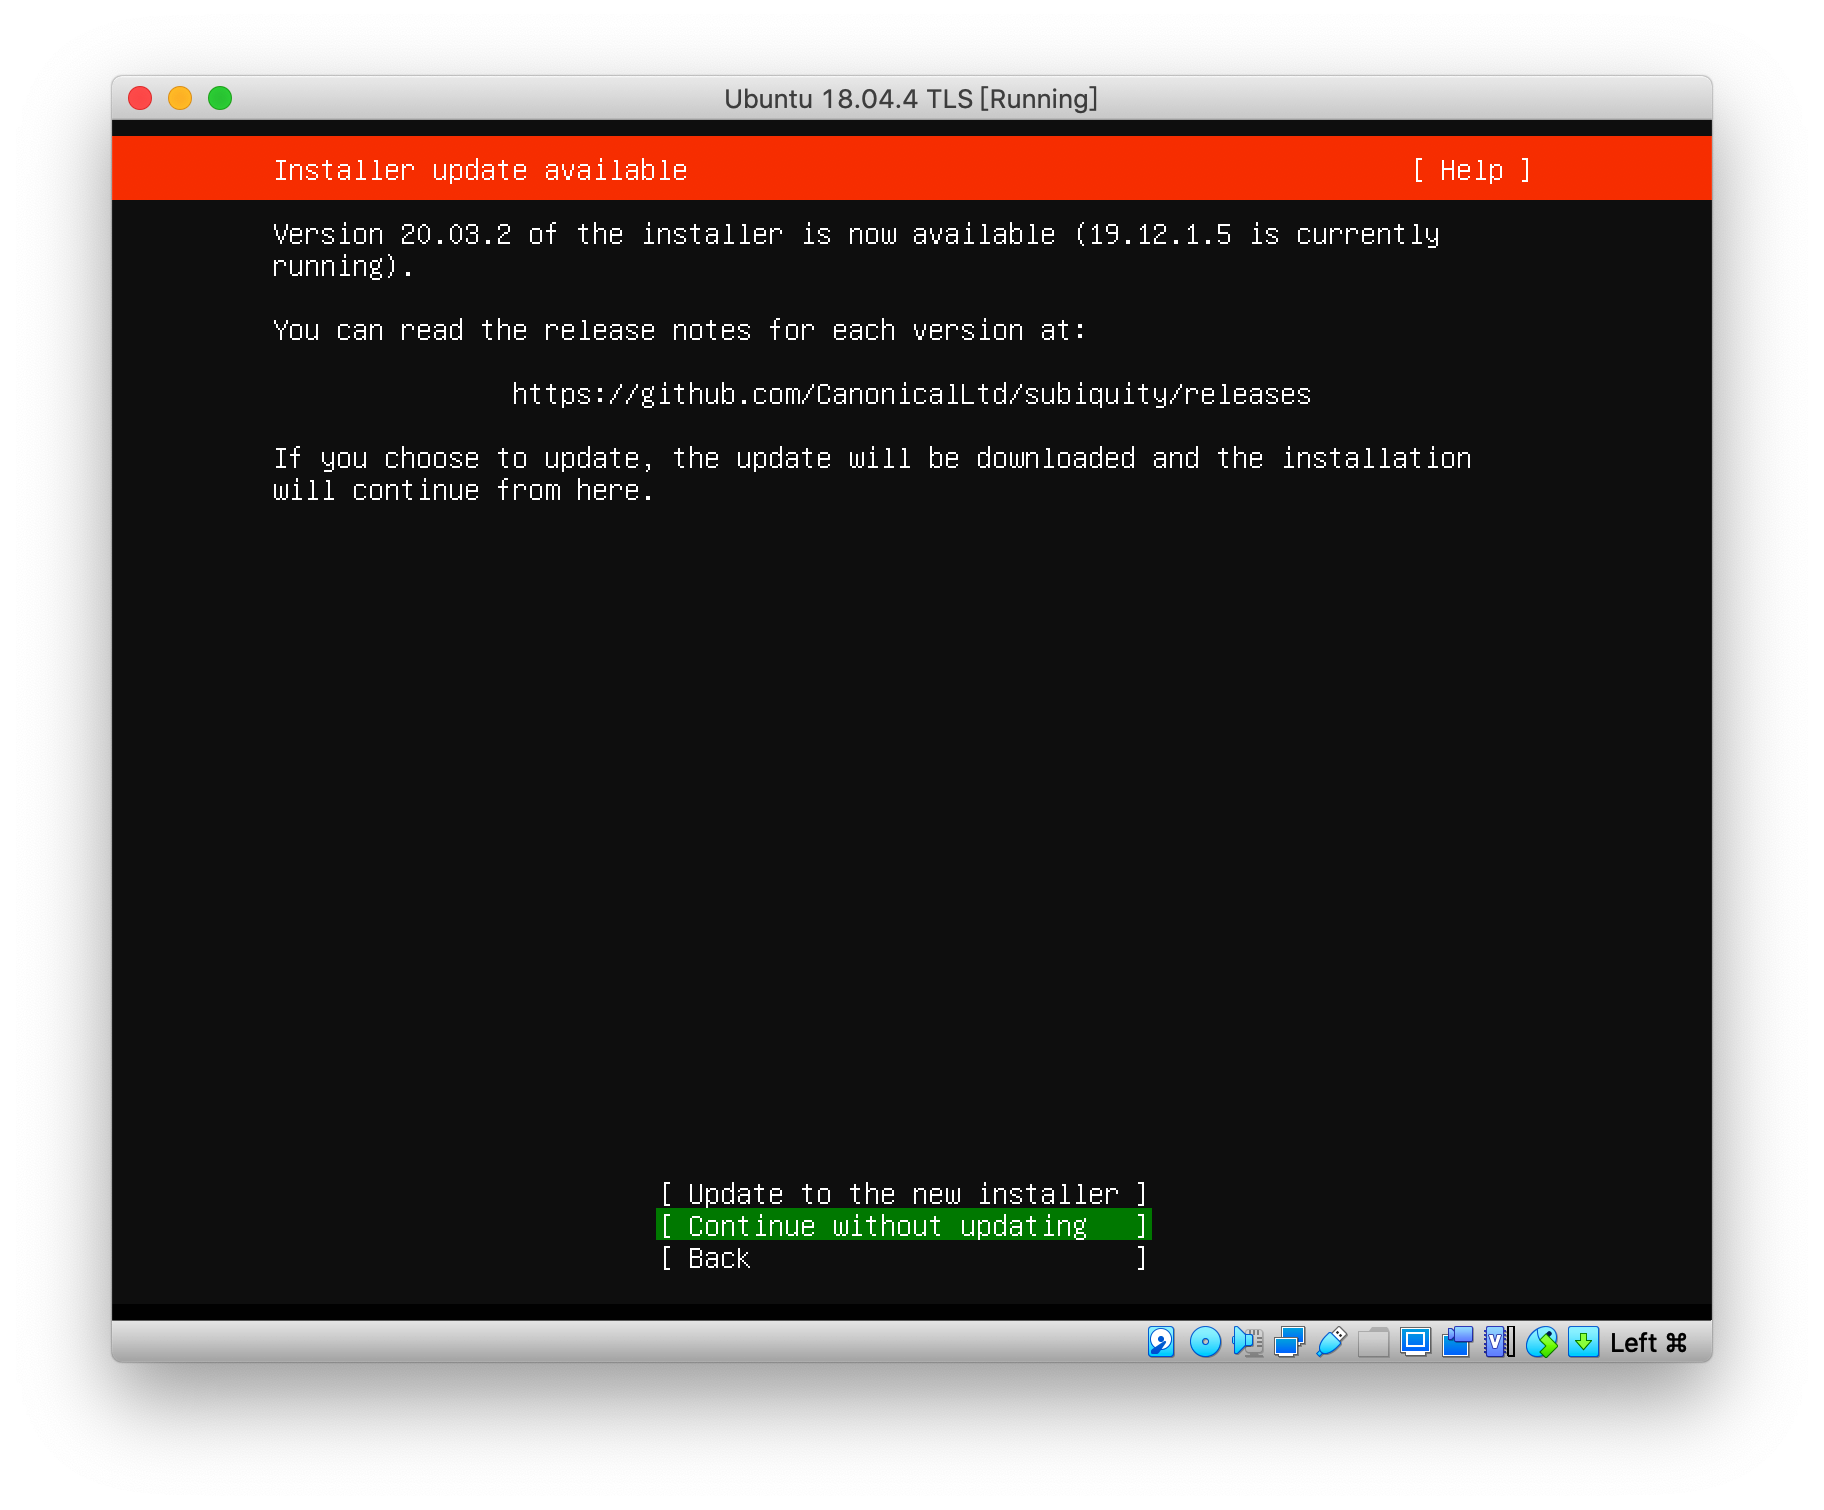 Ubuntu 18.04.4 TLS [Running]
Installer update available [ Help ]
Version 20.03.2 of the installer is now available (19.12.1.5 is currently
running).
You can read the release notes for each version at:
https://github.com/CanonicalLtd/subiquity/releases
If you choose to update, the update will be downloaded and the installation
will continue from here.
[ Update to the new installer ]
[ Continue without updating ]
[ Back ]
Left ⌘